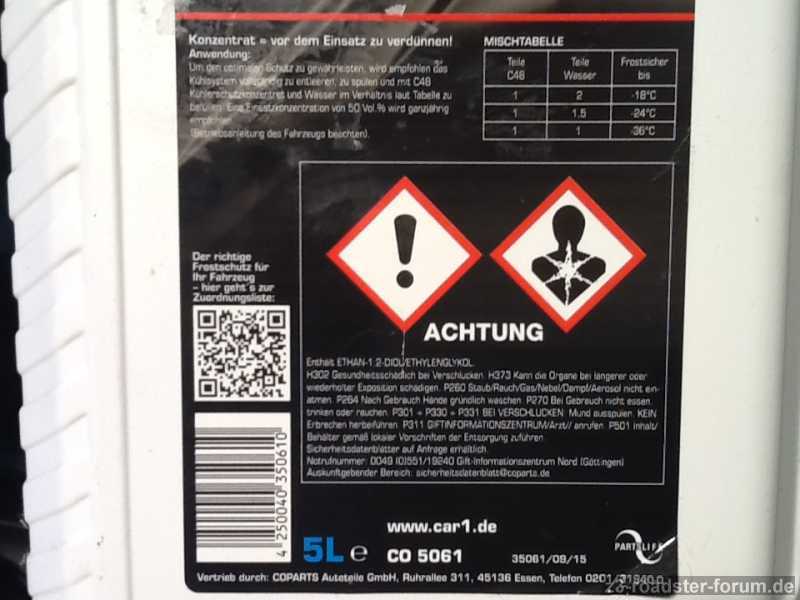 Konzentrat = vor dem Einsatz zu verdünnen!
Anwendung:
Um den optimalen Schutz zu gewährleisten, wird empfohlen das
Kühlsystem vollständig zu entleeren, zu spülen und mit C48
Kühlerschutzkonzentrat und Wasser im Verhältnis laut Tabelle zu
befüllen. Eine Einsatzkonzentration von 50 Vol.% wird ganzjährig
empfohlen.
(Betriebsanleitung des Fahrzeugs beachten).
MISCHTABELLE
Teile C48 Teile Wasser Frostsicher bis
1 2 -18°C
1 1,5 -24°C
1 1 -36°C
Der richtige
Frostschutz für
Ihr Fahrzeug
– hier geht's zur
Zuordnungsliste:
ACHTUNG
Enthält ETHAN-1,2-DIOL/ETHYLENGLYKOL.
H302 Gesundheitsschädlich bei Verschlucken. H373 Kann die Organe bei längerer oder
wiederholter Exposition schädigen. P260 Staub/Rauch/Gas/Nebel/Dampf/Aerosol nicht ein-
atmen. P264 Nach Gebrauch Hände gründlich waschen. P270 Bei Gebrauch nicht essen,
trinken oder rauchen. P301 + P330 + P331 BEI VERSCHLUCKEN: Mund ausspülen. KEIN
Erbrechen herbeiführen. P311 GIFTINFORMATIONSZENTRUM/Arzt// anrufen. P501 Inhalt/
Behälter gemäß lokaler Vorschriften der Entsorgung zuführen.
Sicherheitsdatenblätter auf Anfrage erhältlich.
Notrufnummer: 0049 (0)551/19240 Gift-Informationszentrum Nord (Göttingen)
Auskunftgebender Bereich: sicherheitsdatenblatt@coparts.de
4 250040 350610
www.car1.de
5L e CO 5061 35061/09/15
PARTSLIFE
Vertrieb durch: COPARTS Autoteile GmbH, Ruhrallee 311, 45136 Essen, Telefon 0201
roadster-forum.de